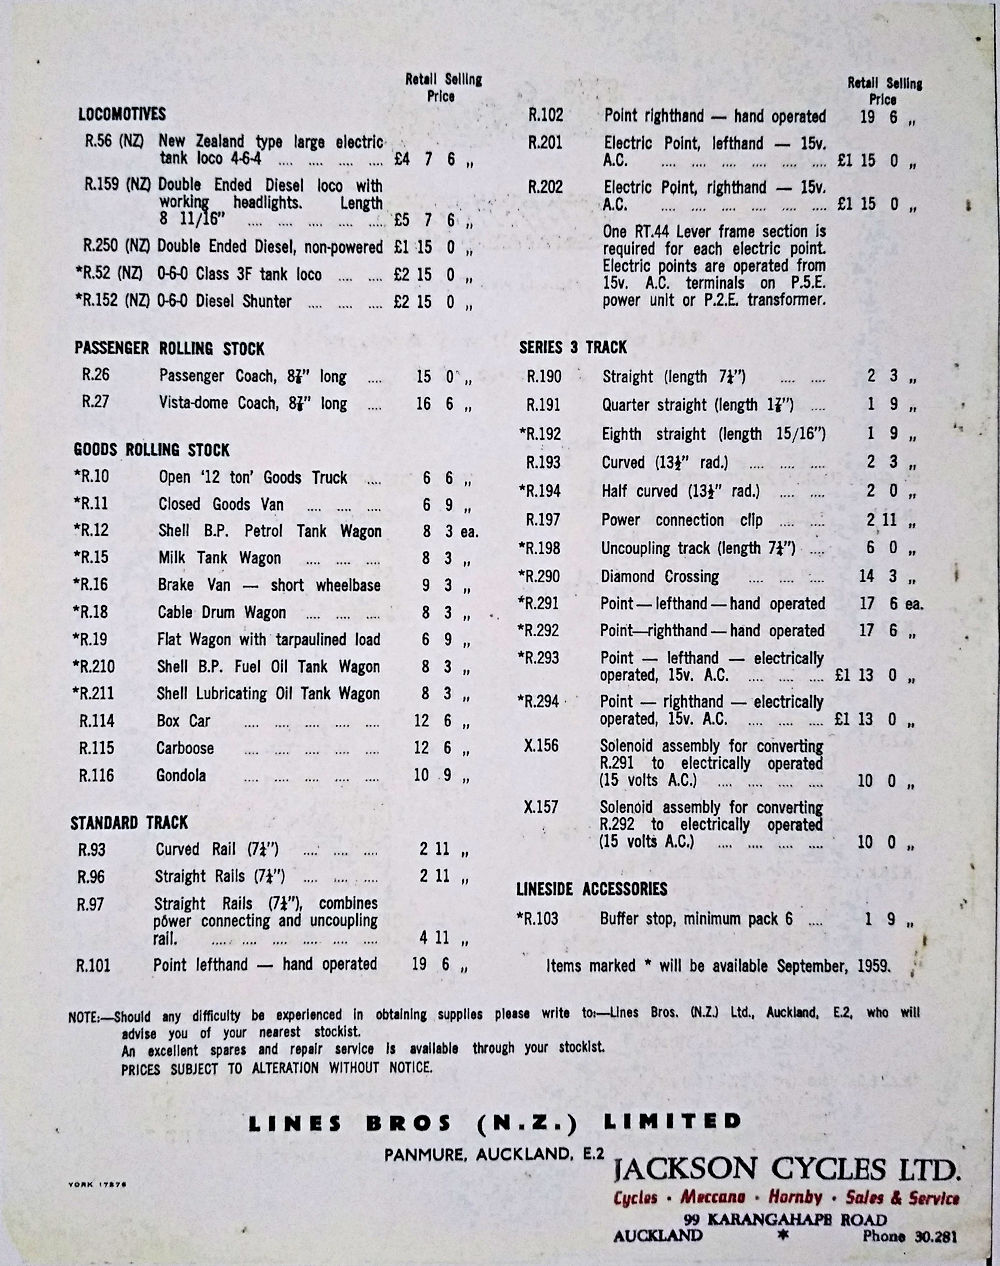 Retail Selling
Price
LOCOMOTIVES
R.56 (NZ) New Zealand type large electric
tank loco 4-6-4 .... .... .... .... £4 7 6 „
R.159 (NZ) Double Ended Diesel loco with
working headlights. Length
8 11/16" .... .... .... .... .... £5 7 6 „
R.250 (NZ) Double Ended Diesel, non-powered £1 15 0 „
*R.52 (NZ) 0-6-0 Class 3F tank loco .... .... £2 15 0 „
*R.152 (NZ) 0-6-0 Diesel Shunter .... .... .... £2 15 0 „
PASSENGER ROLLING STOCK
R.26 Passenger Coach, 8⅞" long .... 15 0 „
R.27 Vista-dome Coach, 8⅞" long .... 16 6 „
GOODS ROLLING STOCK
*R.10 Open '12 ton' Goods Truck .... 6 6 „
*R.11 Closed Goods Van .... .... .... 6 9 „
*R.12 Shell B.P. Petrol Tank Wagon 8 3 ea.
*R.15 Milk Tank Wagon .... .... .... 8 3 „
*R.16 Brake Van — short wheelbase 9 3 „
*R.18 Cable Drum Wagon .... .... .... 8 3 „
*R.19 Flat Wagon with tarpaulined load 6 9 „
*R.210 Shell B.P. Fuel Oil Tank Wagon 8 3 „
*R.211 Shell Lubricating Oil Tank Wagon 8 3 „
R.114 Box Car .... .... .... .... .... 12 6 „
R.115 Carboose .... .... .... .... 12 6 „
R.116 Gondola .... .... .... .... .... 10 9 „
STANDARD TRACK
R.93 Curved Rail (7¼") .... .... .... 2 11 „
R.96 Straight Rails (7¼") .... .... .... 2 11 „
R.97 Straight Rails (7¼"), combines
power connecting and uncoupling
rail. .... .... .... .... .... .... 4 11 „
R.101 Point lefthand — hand operated 19 6 „
Retail Selling
Price
R.102 Point righthand — hand operated 19 6 „
R.201 Electric Point, lefthand — 15v.
A.C. .... .... .... .... .... .... £1 15 0 „
R.202 Electric Point, righthand — 15v.
A.C. .... .... .... .... .... .... £1 15 0 „
One RT.44 Lever frame section is
required for each electric point.
Electric points are operated from
15v. A.C. terminals on P.5.E.
power unit or P.2.E. transformer.
SERIES 3 TRACK
R.190 Straight (length 7¼") .... .... 2 3 „
R.191 Quarter straight (length 1⅞") .... 1 9 „
*R.192 Eighth straight (length 15/16") 1 9 „
R.193 Curved (13½" rad.) .... .... .... 2 3 „
*R.194 Half curved (13½" rad.) .... .... 2 0 „
R.197 Power connection clip .... .... 2 11 „
*R.198 Uncoupling track (length 7¼") .... 6 0 „
*R.290 Diamond Crossing .... .... .... 14 3 „
*R.291 Point — lefthand — hand operated 17 6 ea.
*R.292 Point—righthand — hand operated 17 6 „
*R.293 Point — lefthand — electrically
operated, 15v. A.C. .... .... .... £1 13 0 „
*R.294 Point — righthand — electrically
operated, 15v. A.C. .... .... .... £1 13 0 „
X.156 Solenoid assembly for converting
R.291 to electrically operated
(15 volts A.C.) .... .... .... .... 10 0 „
X.157 Solenoid assembly for converting
R.292 to electrically operated
(15 volts A.C.) .... .... .... .... 10 0 „
LINESIDE ACCESSORIES
*R.103 Buffer stop, minimum pack 6 .... 1 9 „
Items marked * will be available September, 1959.
NOTE:—Should any difficulty be experienced in obtaining supplies please write to:—Lines Bros. (N.Z.) Ltd., Auckland, E.2, who will
advise you of your nearest stockist.
An excellent spares and repair service is available through your stockist.
PRICES SUBJECT TO ALTERATION WITHOUT NOTICE.
LINES BROS (N.Z.) LIMITED
PANMURE, AUCKLAND, E.2
YORK 17876
JACKSON CYCLES LTD.
Cycles · Meccano · Hornby · Sales & Service
99 KARANGAHAPE ROAD
AUCKLAND * Phone 30.281